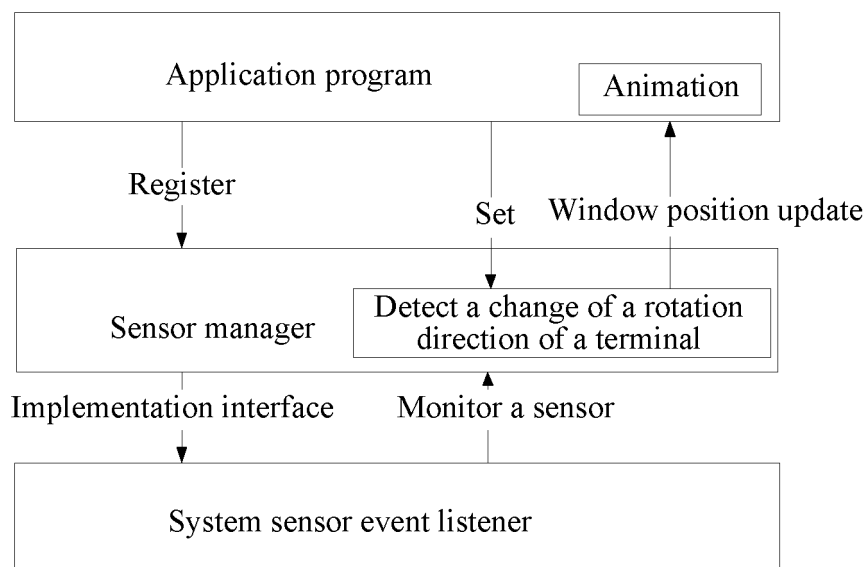 Application program
Animation
Register
Set
Window position update
Sensor manager
Detect a change of a rotation
direction of a terminal
Implementation interface
Monitor a sensor
System sensor event listener